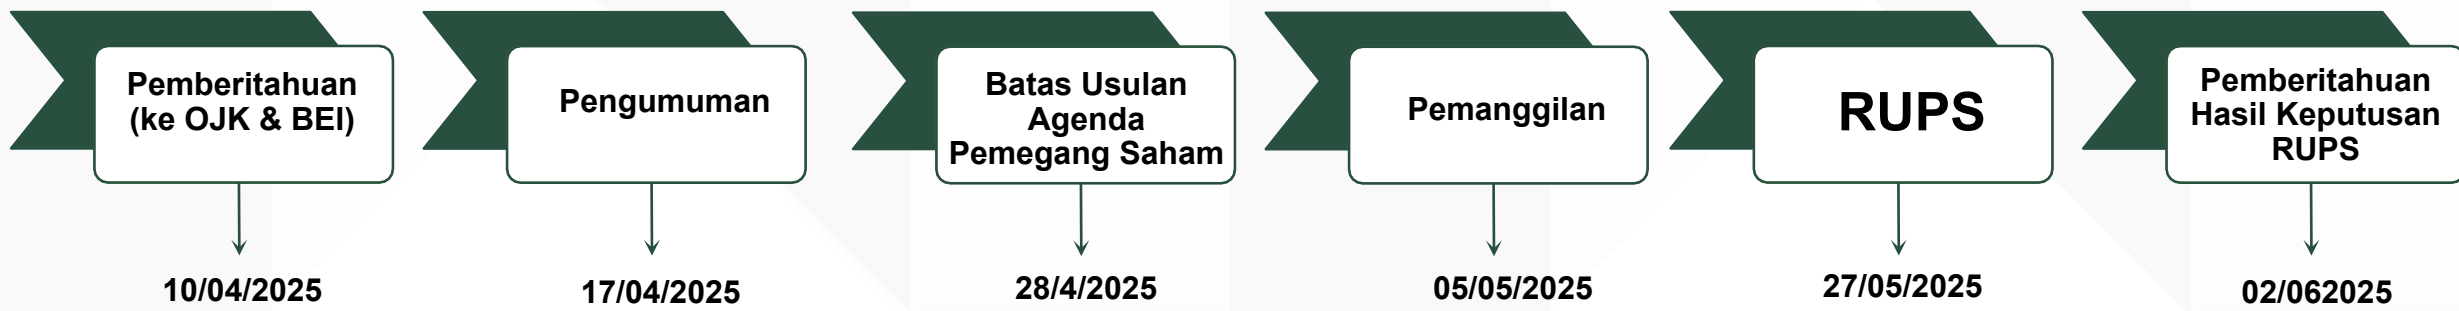 Pemberitahuan
(ke OJK & BEI)
10/04/2025
Pengumuman
17/04/2025
Batas Usulan
Agenda
Pemegang Saham
28/4/2025
Pemanggilan
05/05/2025
RUPS
27/05/2025
Pemberitahuan
Hasil Keputusan
RUPS
02/062025